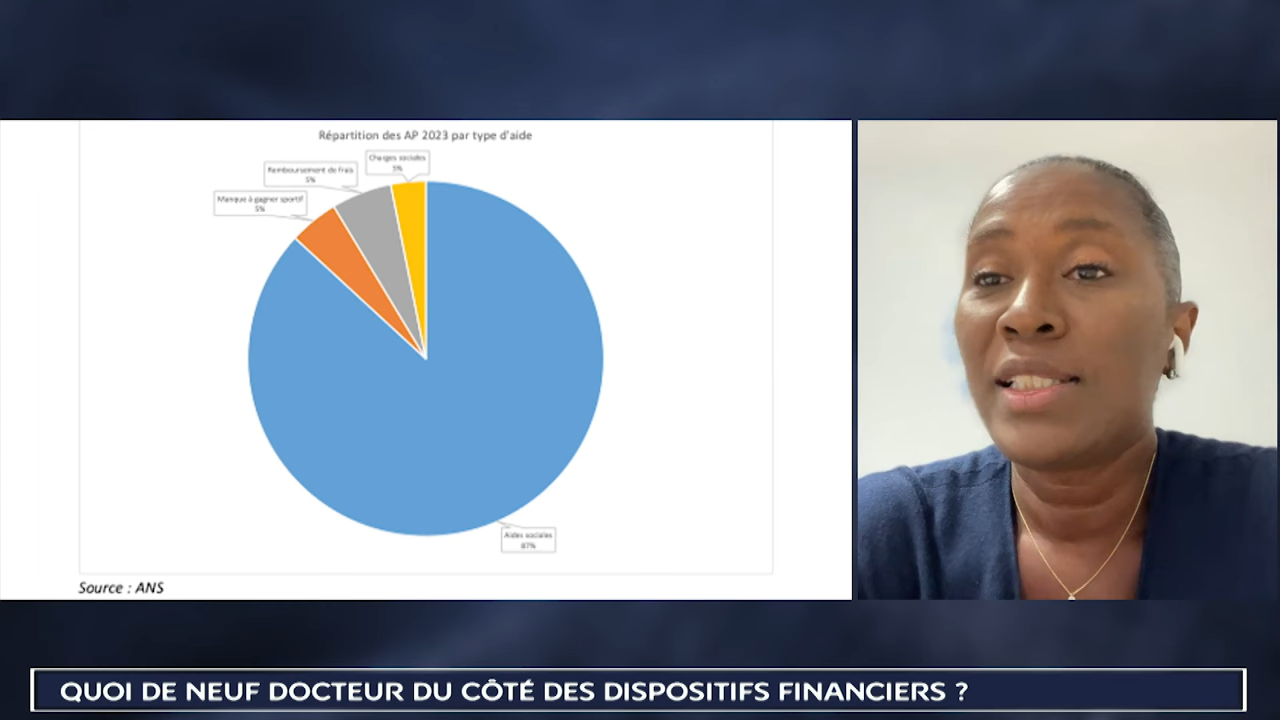 Répartition des AP 2023 par type d'aide
Charges sociales
5%
Remboursement de frais
5%
Manque à gagner sportif
5%
Aides sociales
87%
Source : ANS
QUOI DE NEUF DOCTEUR DU CÔTÉ DES DISPOSITIFS FINANCIERS ?